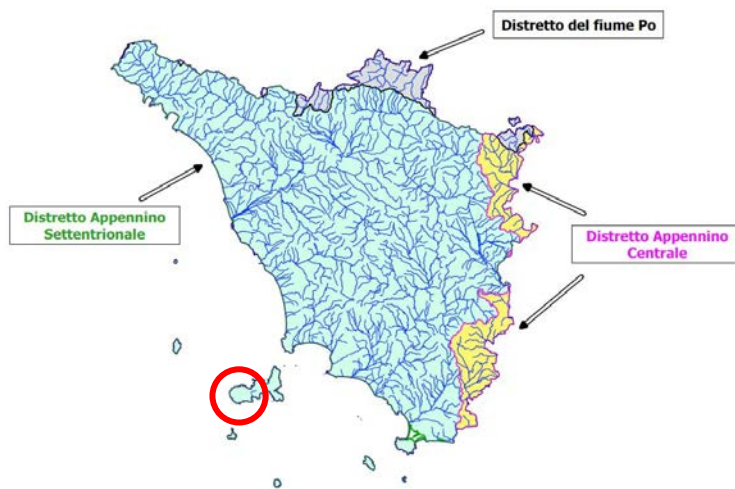 Distretto del fiume Po
Distretto Appennino
Settentrionale
Distretto Appennino
Centrale